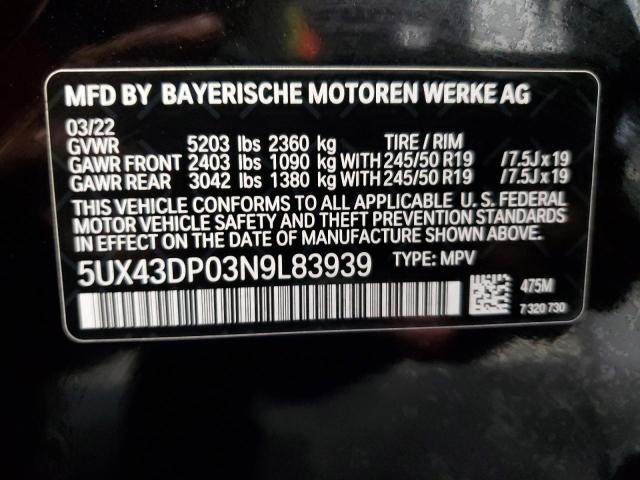 MFD BY BAYERISCHE MOTOREN WERKE AG
03/22
GVWR 5203 lbs 2360 kg TIRE / RIM
GAWR FRONT 2403 lbs 1090 kg WITH 245/50 R19 /7.5J x 19
GAWR REAR 3042 lbs 1380 kg WITH 245/50 R19 /7.5J x 19
THIS VEHICLE CONFORMS TO ALL APPLICABLE U. S. FEDERAL
MOTOR VEHICLE SAFETY AND THEFT PREVENTION STANDARDS
IN EFFECT ON THE DATE OF MANUFACTURE SHOWN ABOVE.
5UX43DP03N9L83939 TYPE: MPV
475M
7 320 730